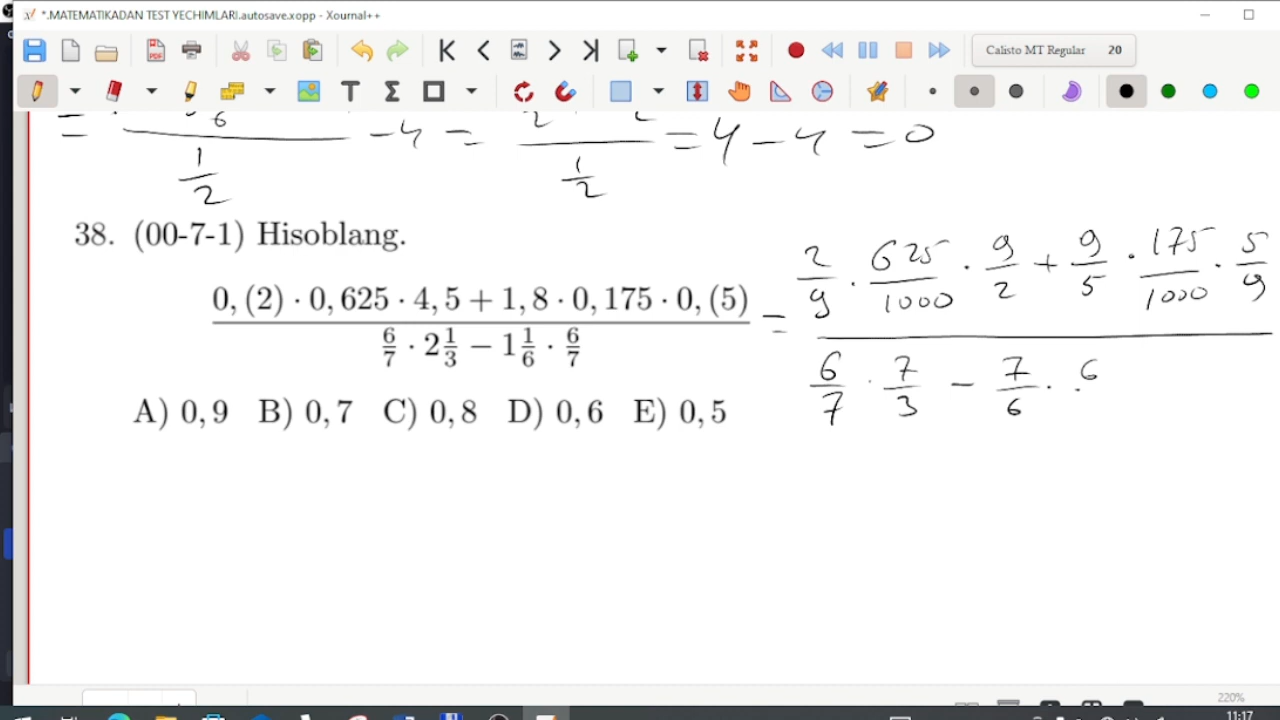 *.MATEMATIKADAN TEST YECHIMLARI.autosave.xopp - Xournal++
Calisto MT Regular 20
1/2 - 4 = 1/2 = 4 - 4 = 0
38. (00-7-1) Hisoblang.
0, (2) · 0, 625 · 4, 5 + 1, 8 · 0, 175 · 0, (5) = 2/9 · 625/1000 · 9/2 + 9/5 · 175/1000 · 5/9
6/7 · 2 1/3 − 1 1/6 · 6/7 6/7 · 7/3 − 7/6 · 6
A) 0, 9 B) 0, 7 C) 0, 8 D) 0, 6 E) 0, 5
220%
11:17